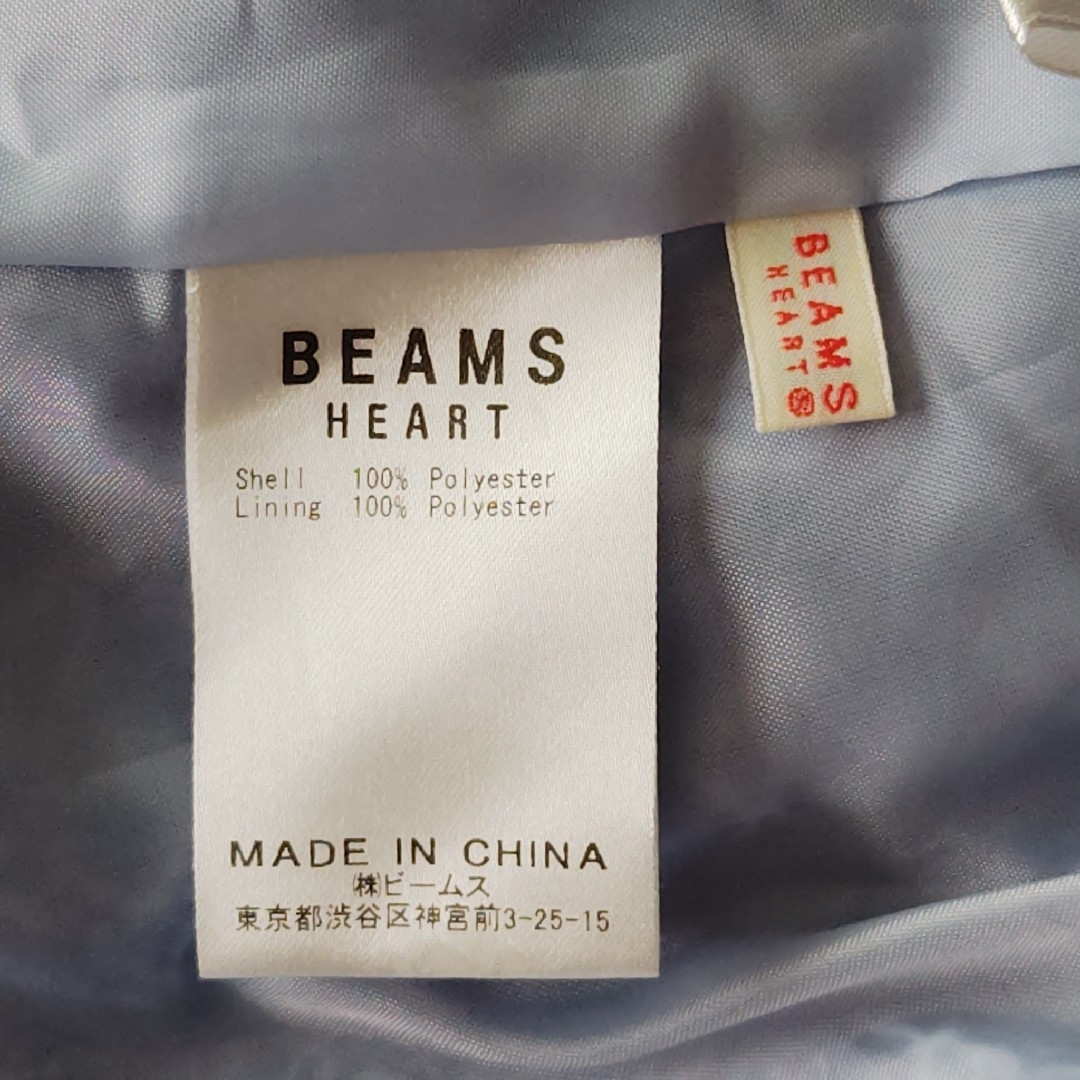 BEAMS
HEART
Shell 100% Polyester
Lining 100% Polyester
MADE IN CHINA
㈱ビームス
東京都渋谷区神宮前3-25-15
BEAMS
HEART®